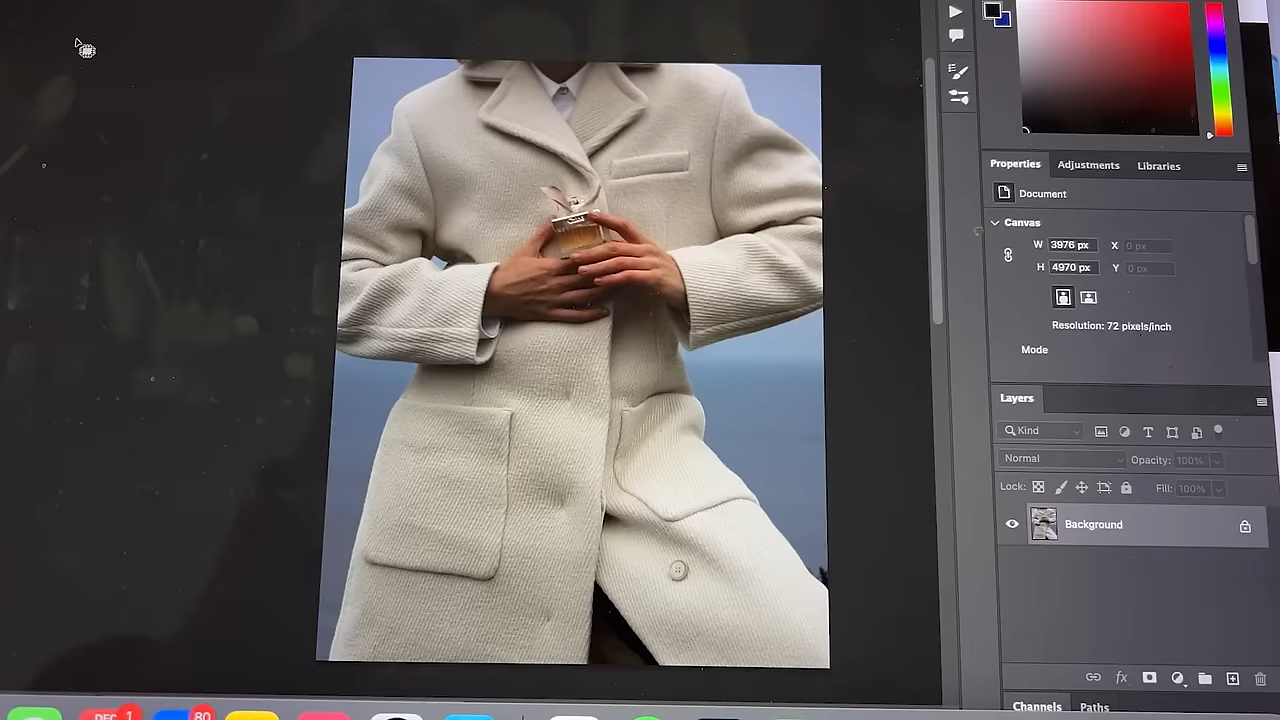 Properties Adjustments Libraries
Document
Canvas
W 3976 px X 0 px
H 4970 px Y 0 px
Resolution: 72 pixels/inch
Mode
Layers
Kind
Normal Opacity: 100%
Lock: Fill: 100%
Background
fx
Channels Paths
DEC 1 80